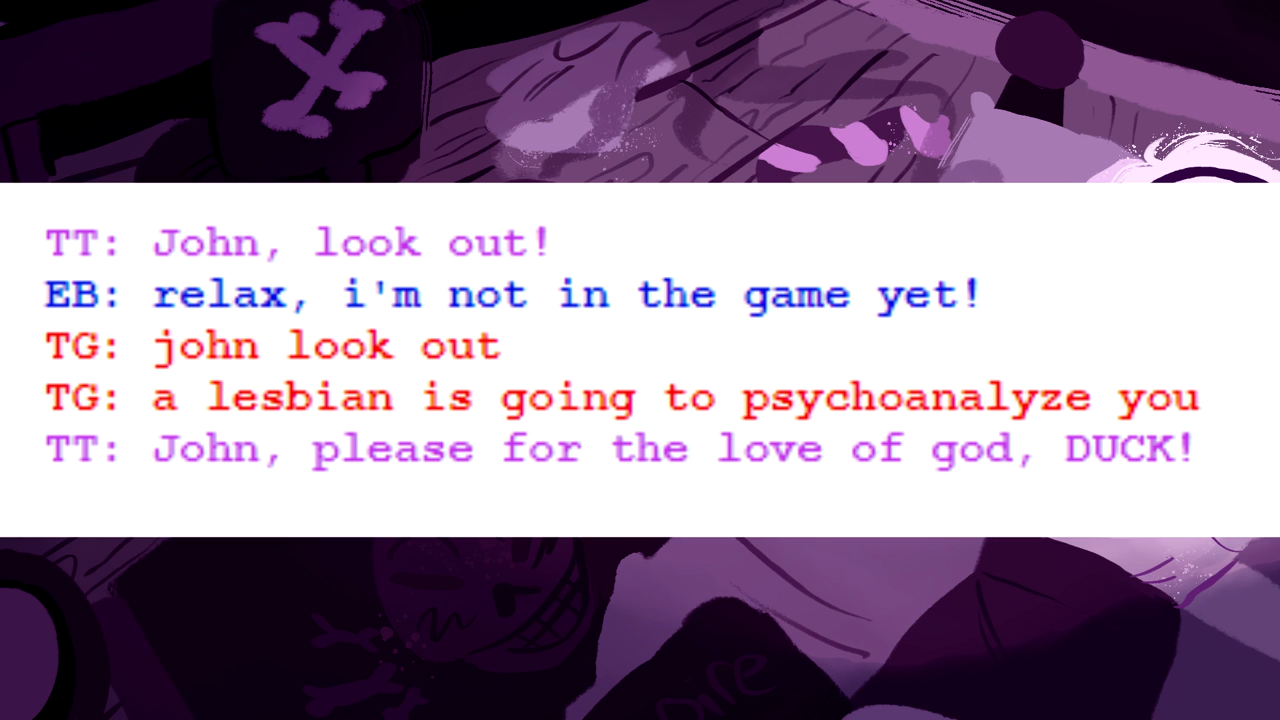 TT: John, look out!
EB: relax, i'm not in the game yet!
TG: john look out
TG: a lesbian is going to psychoanalyze you
TT: John, please for the love of god, DUCK!